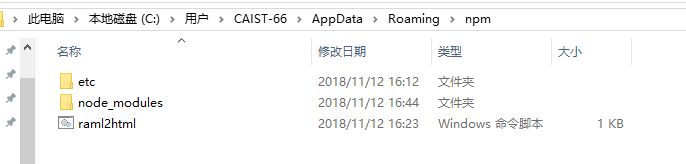 此电脑 › 本地磁盘 (C:) › 用户 › CAIST-66 › AppData › Roaming › npm
名称 修改日期 类型 大小
etc 2018/11/12 16:12 文件夹
node_modules 2018/11/12 16:44 文件夹
raml2html 2018/11/12 16:23 Windows 命令脚本 1 KB